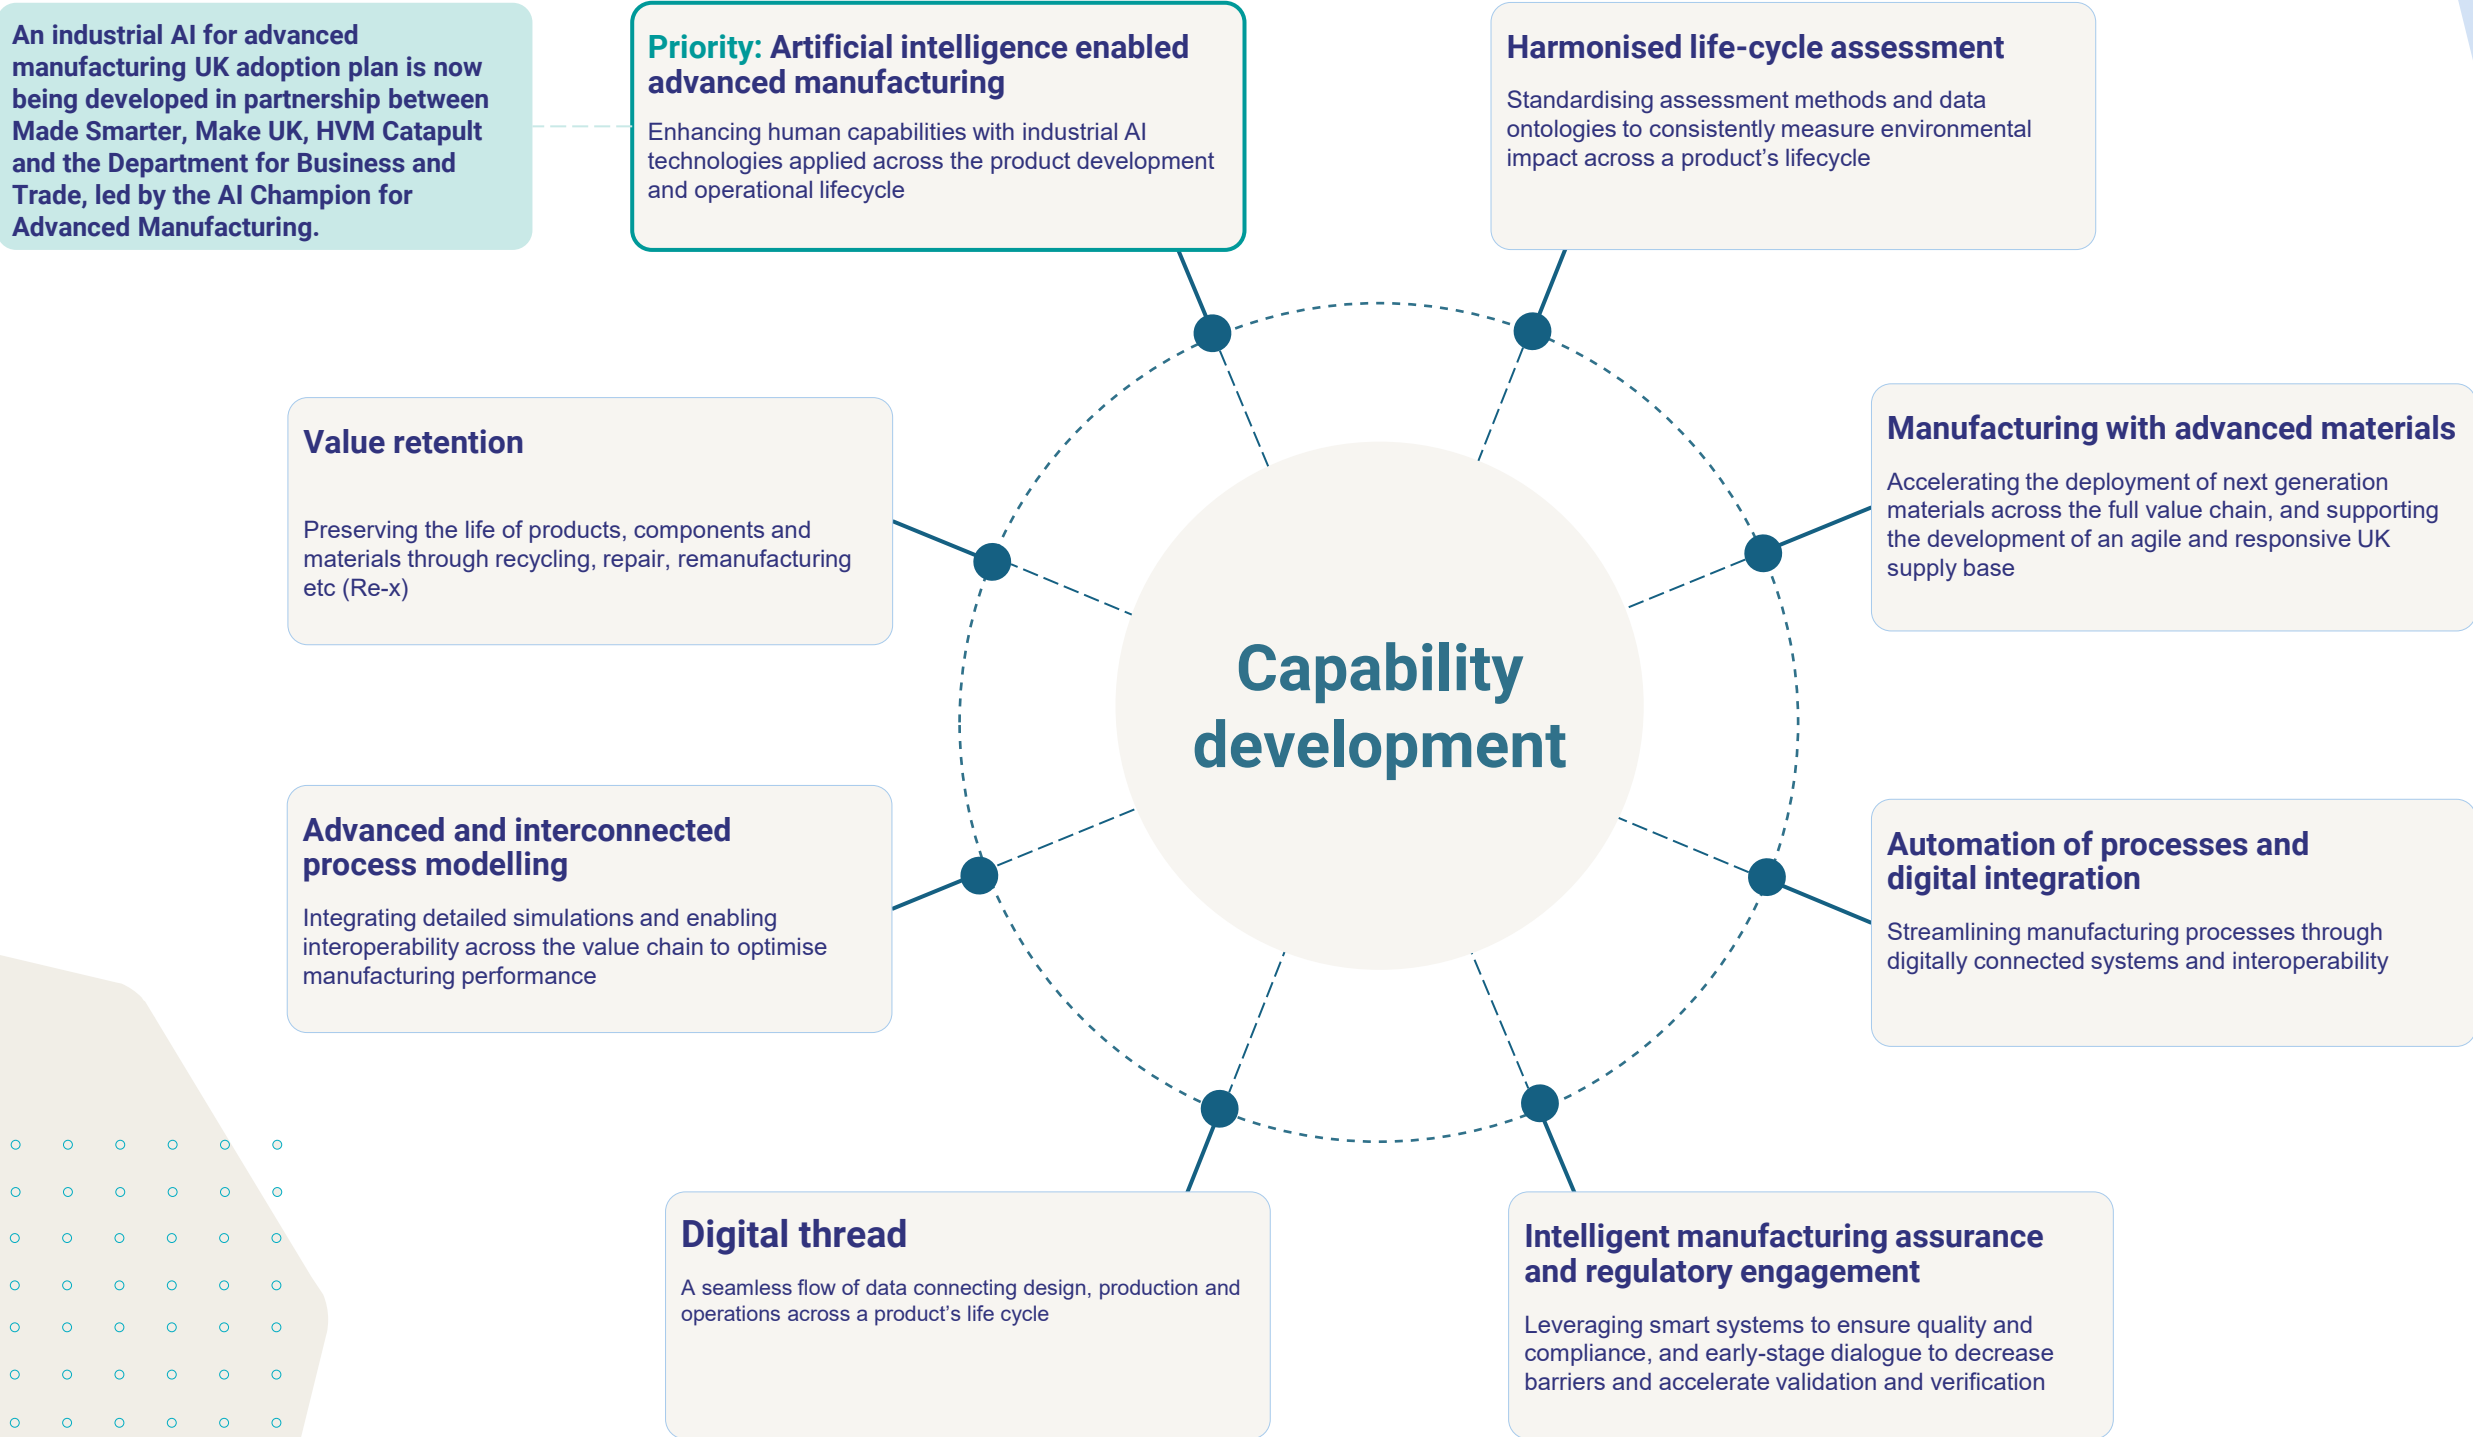 An industrial AI for advanced
manufacturing UK adoption plan is now
being developed in partnership between
Made Smarter, Make UK, HVM Catapult
and the Department for Business and
Trade, led by the AI Champion for
Advanced Manufacturing.
Priority: Artificial intelligence enabled
advanced manufacturing
Enhancing human capabilities with industrial AI
technologies applied across the product development
and operational lifecycle
Harmonised life-cycle assessment
Standardising assessment methods and data
ontologies to consistently measure environmental
impact across a product’s lifecycle
Value retention
Preserving the life of products, components and
materials through recycling, repair, remanufacturing
etc (Re-x)
Manufacturing with advanced materials
Accelerating the deployment of next generation
materials across the full value chain, and supporting
the development of an agile and responsive UK
supply base
Capability
development
Advanced and interconnected
process modelling
Integrating detailed simulations and enabling
interoperability across the value chain to optimise
manufacturing performance
Automation of processes and
digital integration
Streamlining manufacturing processes through
digitally connected systems and interoperability
Digital thread
A seamless flow of data connecting design, production and
operations across a product’s life cycle
Intelligent manufacturing assurance
and regulatory engagement
Leveraging smart systems to ensure quality and
compliance, and early-stage dialogue to decrease
barriers and accelerate validation and verification